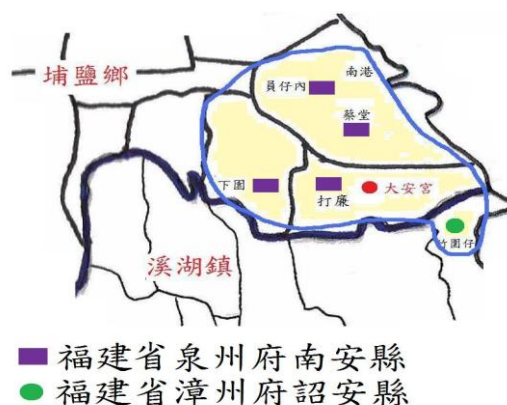 埔鹽鄉
南港
員仔內
蔡堂
下園
打廉
大安宮
竹圍仔
溪湖鎮
福建省泉州府南安縣
福建省漳州府詔安縣